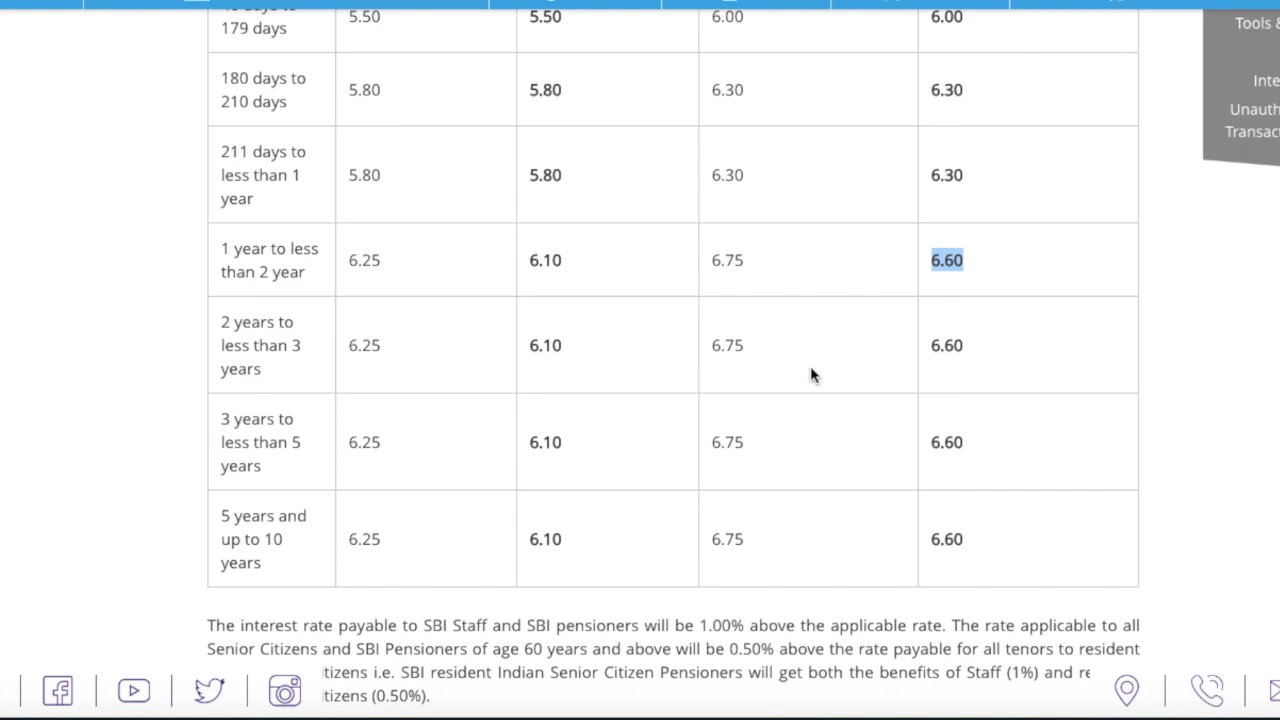 5.50 5.50 6.00 6.00
179 days
Tools &
180 days to
210 days
5.80 5.80 6.30 6.30
Inte
Unauth
Transac
211 days to
less than 1
year
5.80 5.80 6.30 6.30
1 year to less
than 2 year
6.25 6.10 6.75 6.60
2 years to
less than 3
years
6.25 6.10 6.75 6.60
3 years to
less than 5
years
6.25 6.10 6.75 6.60
5 years and
up to 10
years
6.25 6.10 6.75 6.60
The interest rate payable to SBI Staff and SBI pensioners will be 1.00% above the applicable rate. The rate applicable to all
Senior Citizens and SBI Pensioners of age 60 years and above will be 0.50% above the rate payable for all tenors to resident
tizens i.e. SBI resident Indian Senior Citizen Pensioners will get both the benefits of Staff (1%) and re
tizens (0.50%).